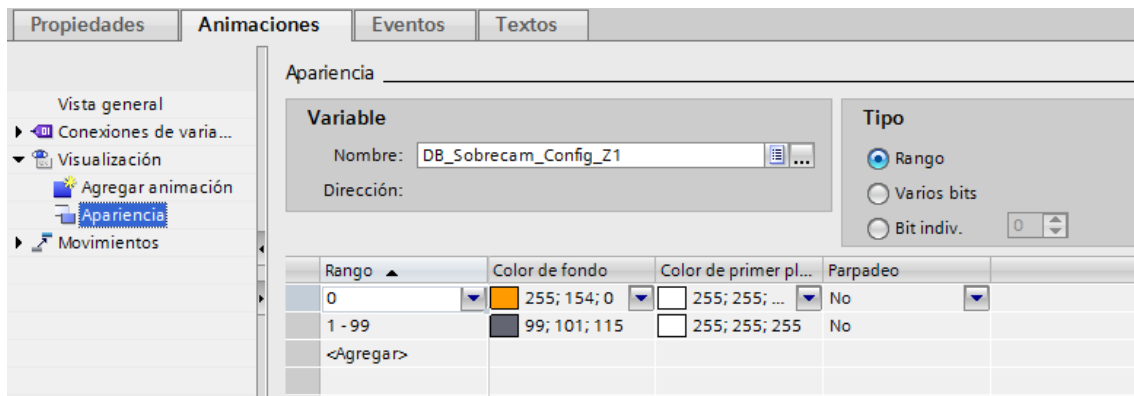 Propiedades Animaciones Eventos Textos
Apariencia
Vista general
Conexiones de varia...
Visualización
Agregar animación
Apariencia
Movimientos
Variable
Nombre: DB_Sobrecam_Config_Z1 ...
Dirección:
Tipo
Rango
Varios bits
Bit indiv. 0
Rango Color de fondo Color de primer pl... Parpadeo
0 255; 154; 0 255; 255; ... No
1 - 99 99; 101; 115 255; 255; 255 No
<Agregar>